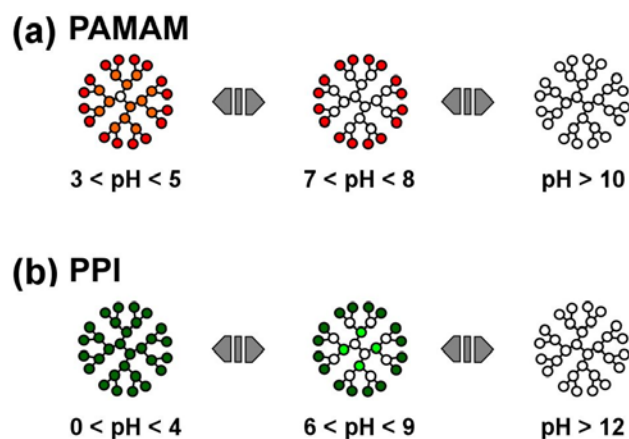 (a) PAMAM
3 < pH < 5
7 < pH < 8
pH > 10
(b) PPI
0 < pH < 4
6 < pH < 9
pH > 12